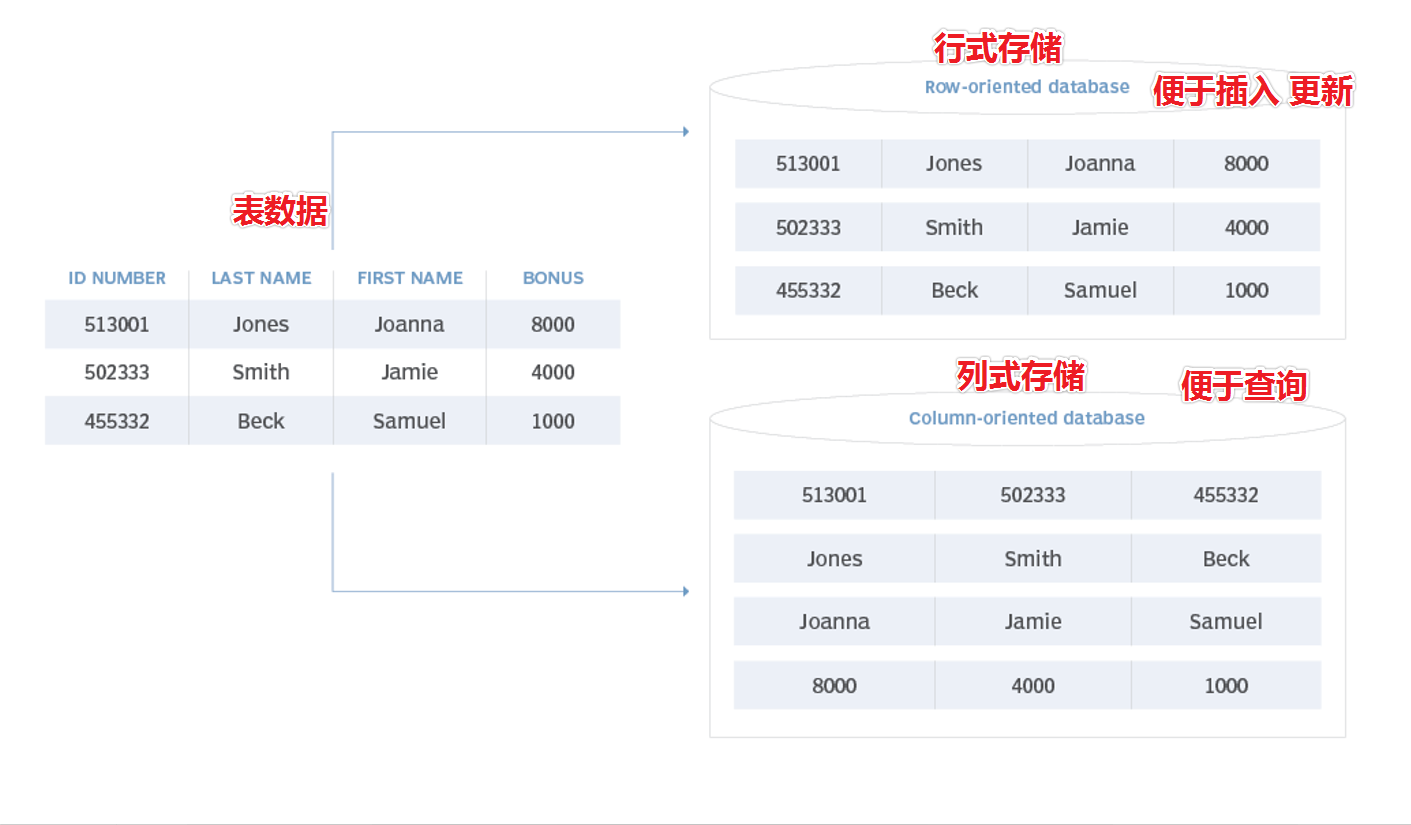 行式存储
Row-oriented database 便于插入 更新
513001 Jones Joanna 8000
502333 Smith Jamie 4000
455332 Beck Samuel 1000
表数据
ID NUMBER LAST NAME FIRST NAME BONUS
513001 Jones Joanna 8000
502333 Smith Jamie 4000
455332 Beck Samuel 1000
列式存储 便于查询
Column-oriented database
513001 502333 455332
Jones Smith Beck
Joanna Jamie Samuel
8000 4000 1000